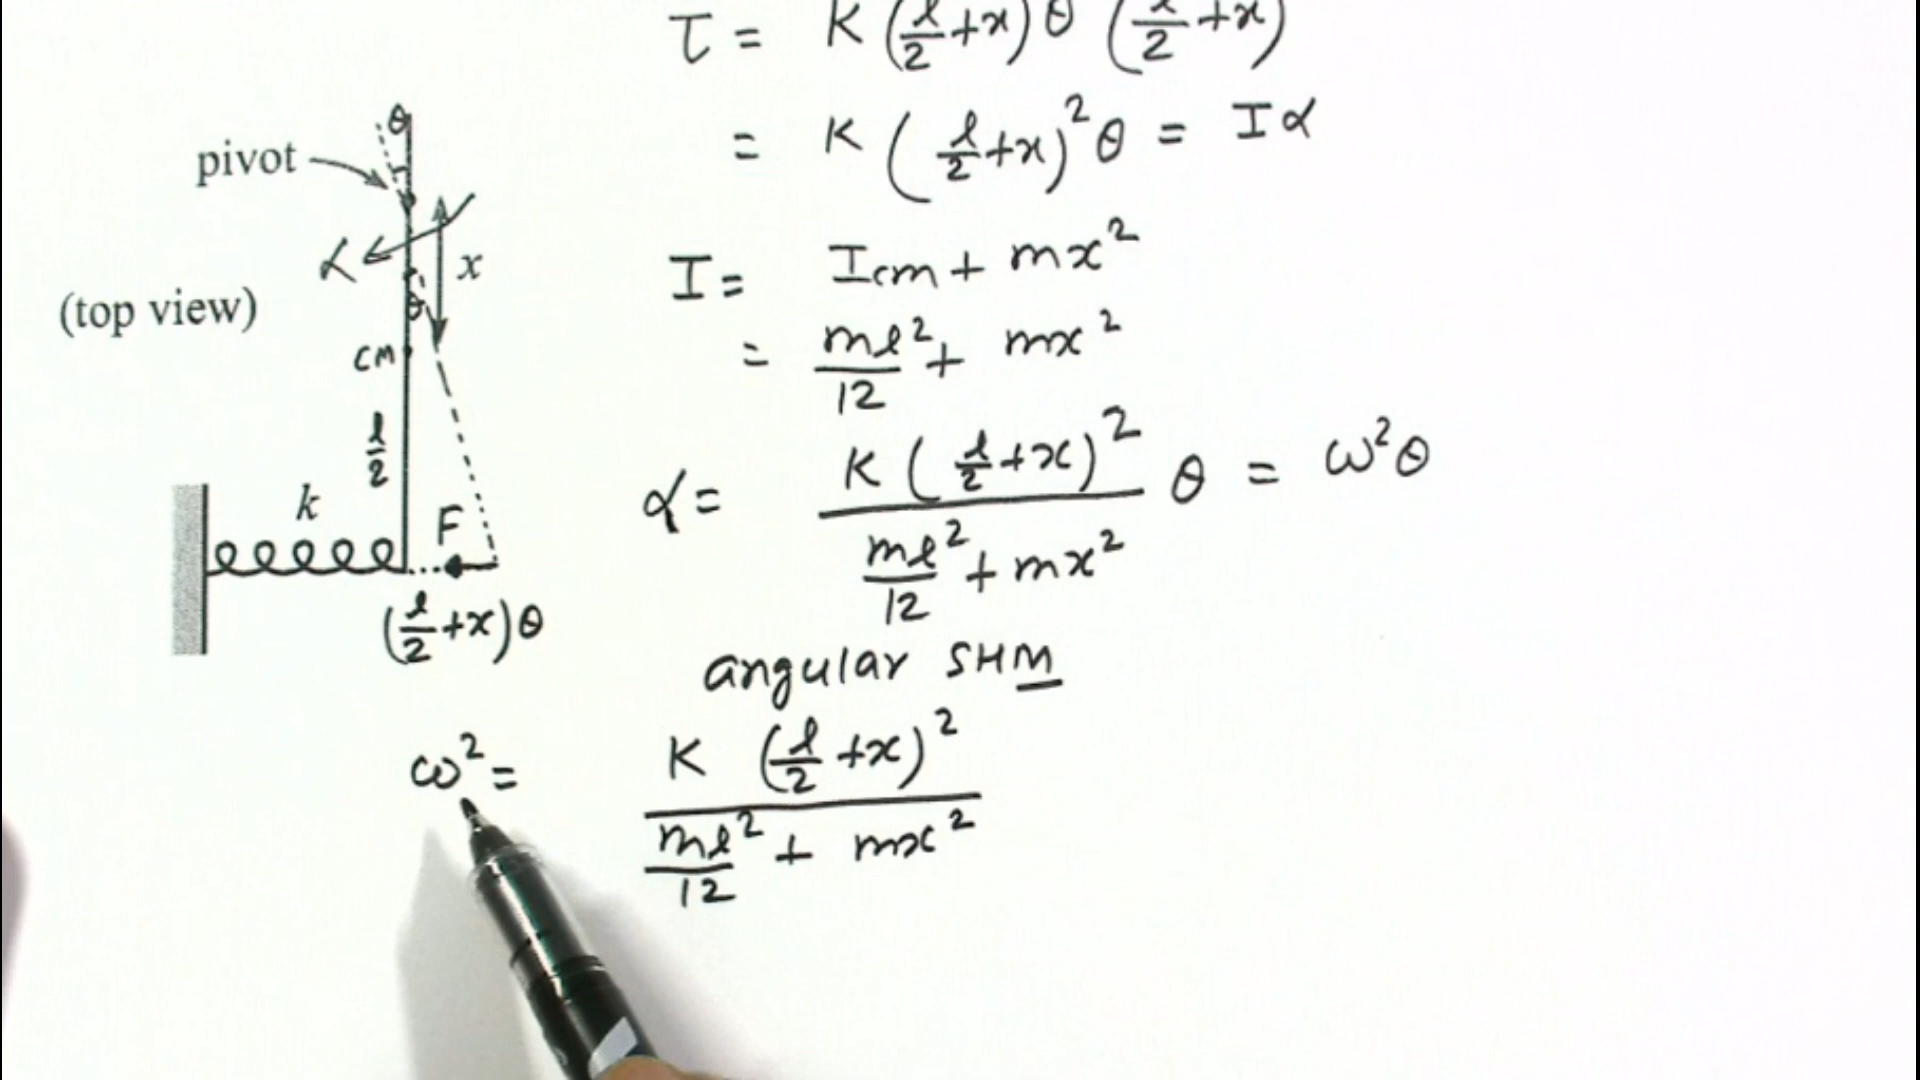 τ = K (l/2 + x) θ (l/2 + x)
= K (l/2 + x)² θ = Iα
I = Icm + mx²
= ml²/12 + mx²
α = K (l/2 + x)² / (ml²/12 + mx²) θ = ω²θ
angular SHM
ω² = K (l/2 + x)² / (ml²/12 + mx²)
θ
pivot
α
x
θ
(top view)
CM
l/2
k
F
(l/2 + x)θ